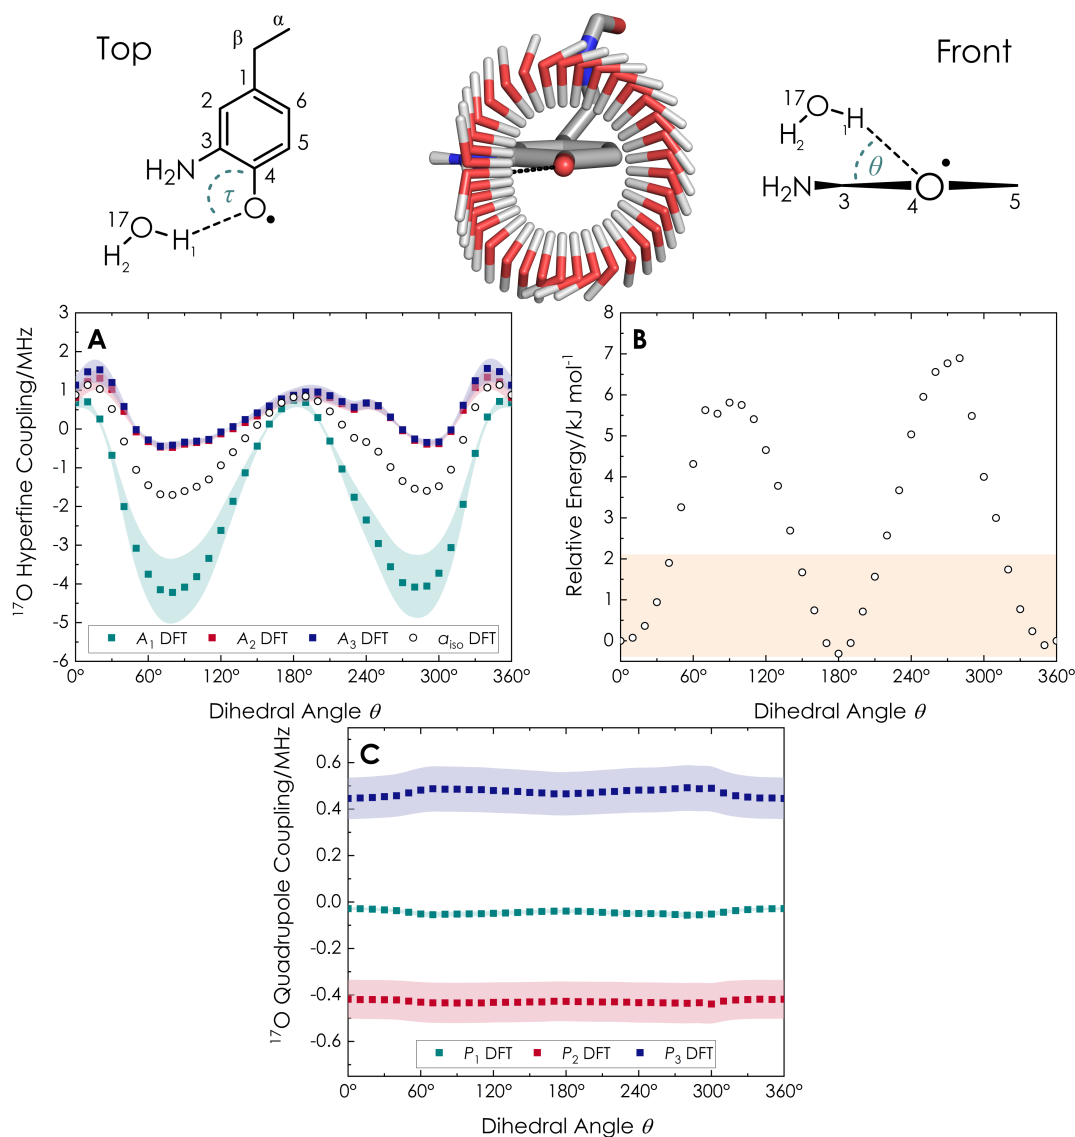 Top
α
β
1
2
6
3
5
H₂N
4
τ
O•
17
O
H₂
H₁
Front
17
O
H₂
H
1
θ
H₂N
3
4
O
5
•
A
¹⁷O Hyperfine Coupling/MHz
3
2
1
0
-1
-2
-3
-4
-5
-6
A₁ DFT A₂ DFT A₃ DFT a_iso DFT
0° 60° 120° 180° 240° 300° 360°
Dihedral Angle θ
B
Relative Energy/kJ mol⁻¹
8
7
6
5
4
3
2
1
0
0° 60° 120° 180° 240° 300° 360°
Dihedral Angle θ
C
¹⁷O Quadrupole Coupling/MHz
0.6
0.4
0.2
0.0
-0.2
-0.4
-0.6
P₁ DFT P₂ DFT P₃ DFT
0° 60° 120° 180° 240° 300° 360°
Dihedral Angle θ